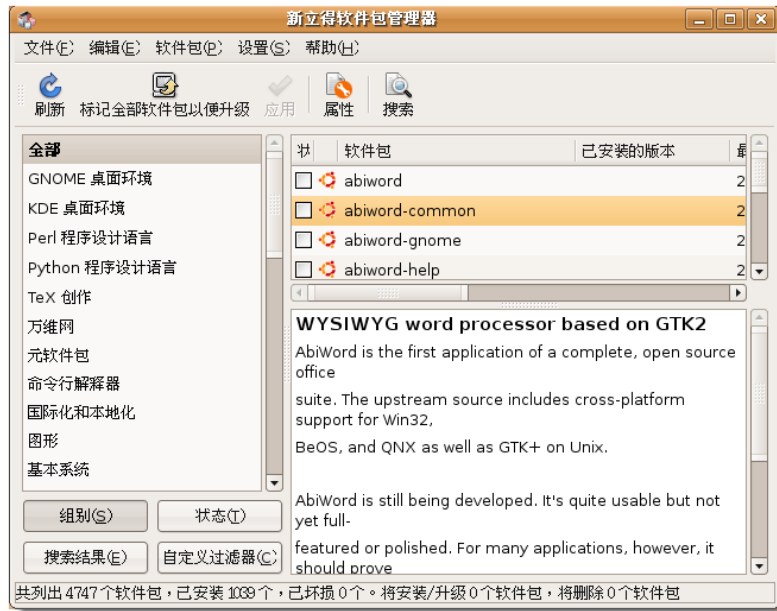 新立得软件包管理器
文件(F) 编辑(E) 软件包(P) 设置(S) 帮助(H)
刷新 标记全部软件包以便升级 应用 属性 搜索
全部
GNOME 桌面环境
KDE 桌面环境
Perl 程序设计语言
Python 程序设计语言
TeX 创作
万维网
元软件包
命令行解释器
国际化和本地化
图形
基本系统
组别(S) 状态(T)
搜索结果(E) 自定义过滤器(C)
软件包 已安装的版本
abiword 2
abiword-common 2
abiword-gnome 2
abiword-help 2
WYSIWYG word processor based on GTK2
AbiWord is the first application of a complete, open source
office
suite. The upstream source includes cross-platform
support for Win32,
BeOS, and QNX as well as GTK+ on Unix.
AbiWord is still being developed. It's quite usable but not
yet full-
featured or polished. For many applications, however, it
should prove
共列出 4747 个软件包，已安装 1039 个，已坏损 0 个。将安装/升级 0 个软件包，将删除 0 个软件包